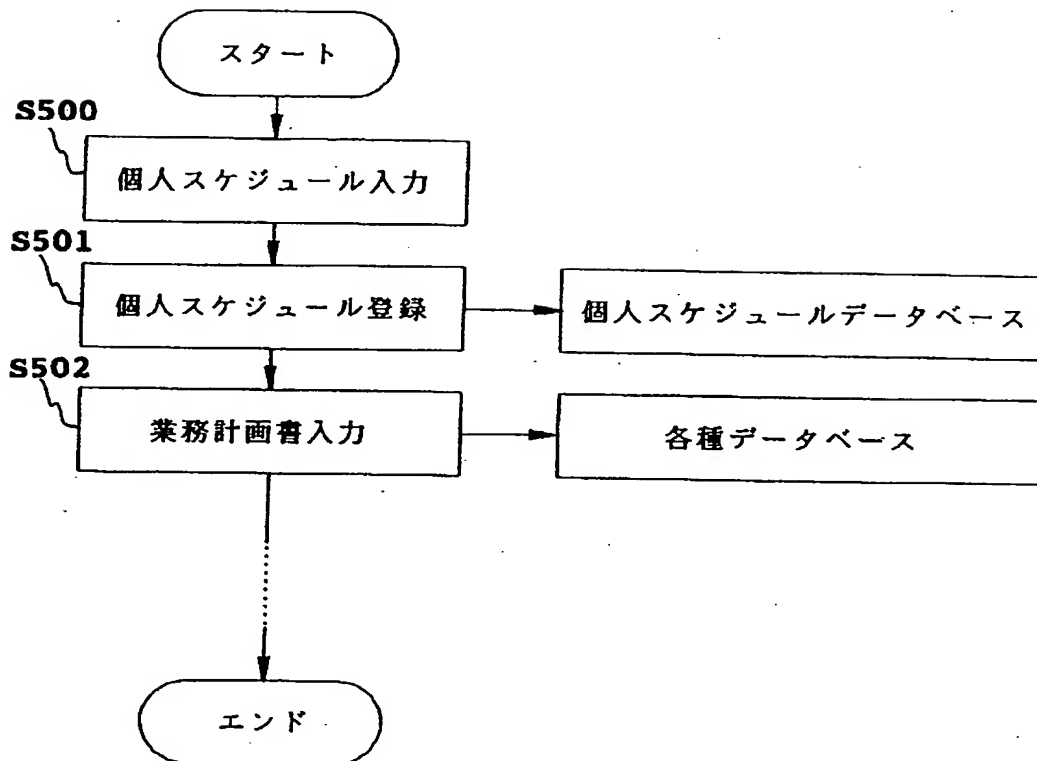 スタート
S500
個人スケジュール入力
S501
個人スケジュール登録
個人スケジュールデータベース
S502
業務計画書入力
各種データベース
エンド